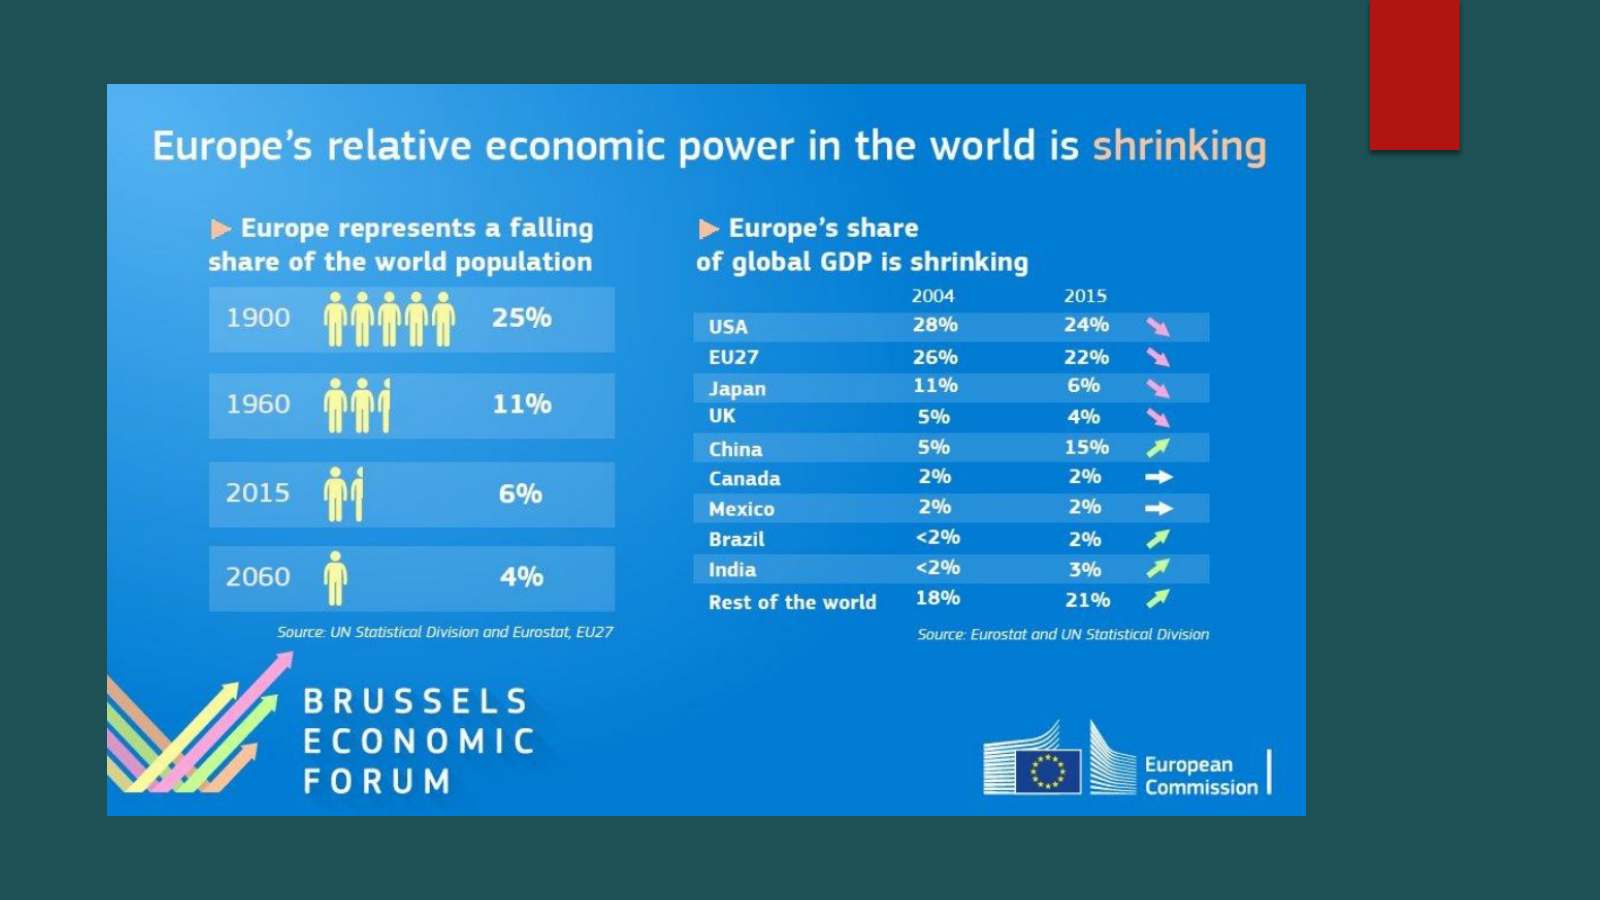 Europe's relative economic power in the world is shrinking
Europe represents a falling
share of the world population
1900 25%
1960 11%
2015 6%
2060 4%
Source: UN Statistical Division and Eurostat, EU27
Europe's share
of global GDP is shrinking
2004 2015
USA 28% 24%
EU27 26% 22%
Japan 11% 6%
UK 5% 4%
China 5% 15%
Canada 2% 2%
Mexico 2% 2%
Brazil <2% 2%
India <2% 3%
Rest of the world 18% 21%
Source: Eurostat and UN Statistical Division
BRUSSELS
ECONOMIC
FORUM
European
Commission